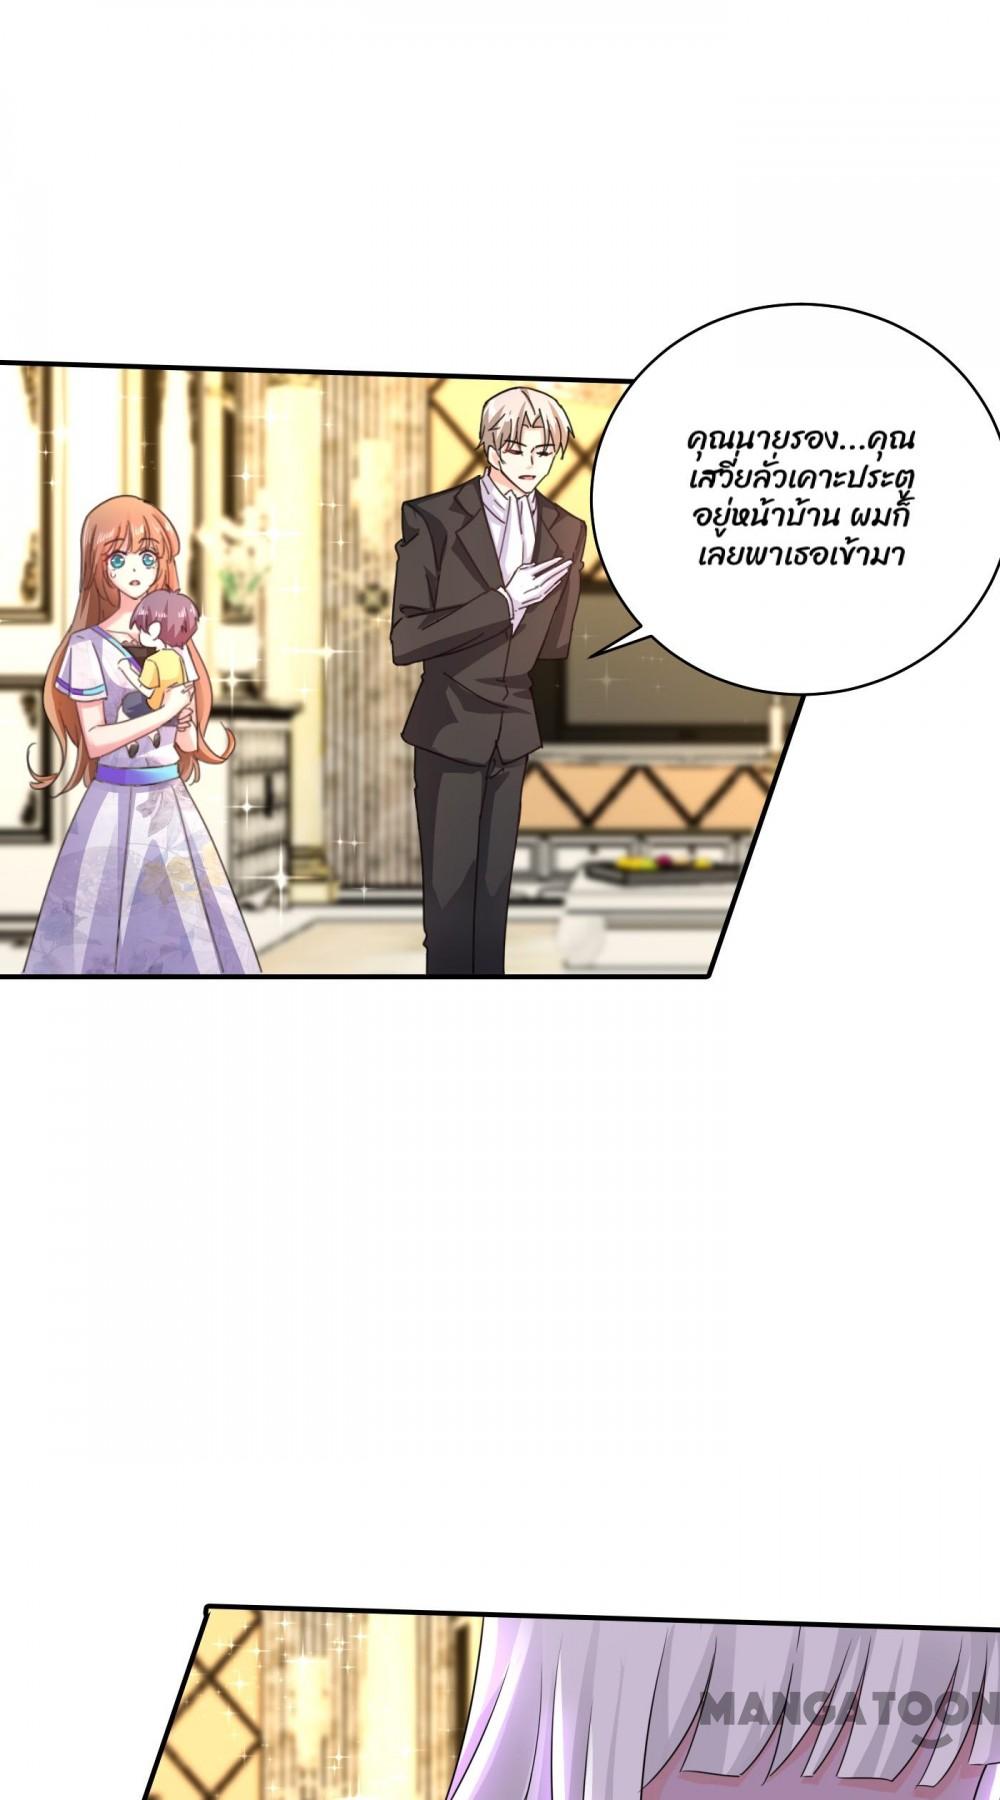 คุณนายรอง...คุณ
เสวี่ยลั่วเคาะประตู
อยู่หน้าบ้าน ผมก็
เลยพาเธอเข้ามา
MANGATOON